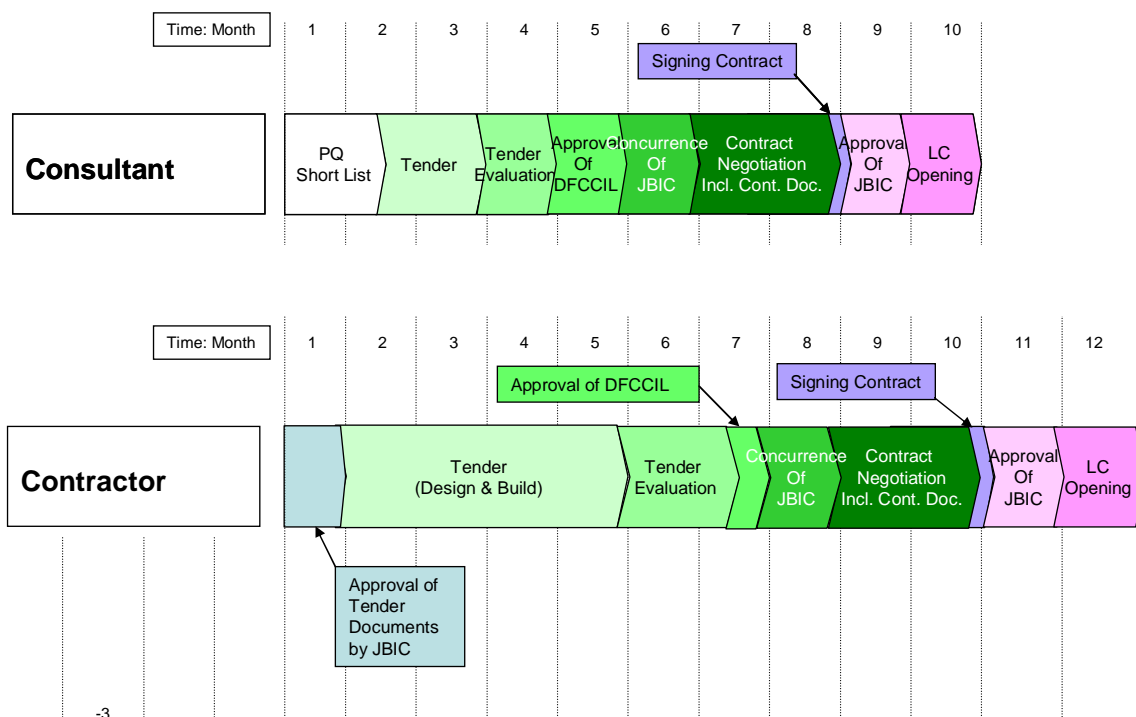 Time: Month 1 2 3 4 5 6 7 8 9 10
Signing Contract
Consultant
PQ
Short List
Tender
Tender
Evaluation
Approval
Of
DFCCIL
Concurrence
Of
JBIC
Contract
Negotiation
Incl. Cont. Doc.
Approval
Of
JBIC
LC
Opening
Time: Month 1 2 3 4 5 6 7 8 9 10 11 12
Approval of DFCCIL
Signing Contract
Contractor
Tender
(Design & Build)
Tender
Evaluation
Concurrence
Of
JBIC
Contract
Negotiation
Incl. Cont. Doc.
Approval
Of
JBIC
LC
Opening
Approval of
Tender
Documents
by JBIC
-3